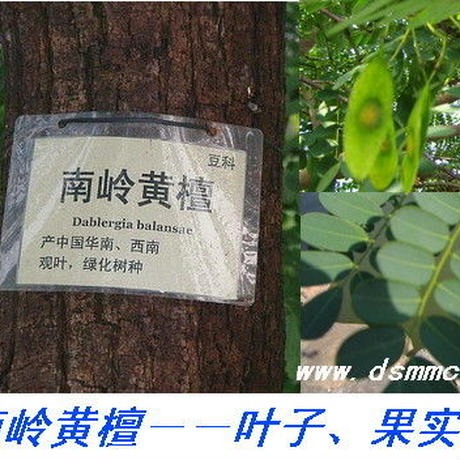 豆科
南岭黄檀
Dablergia balansae
产中国华南、西南
观叶，绿化树种
www.dsmmc
南岭黄檀——叶子、果实